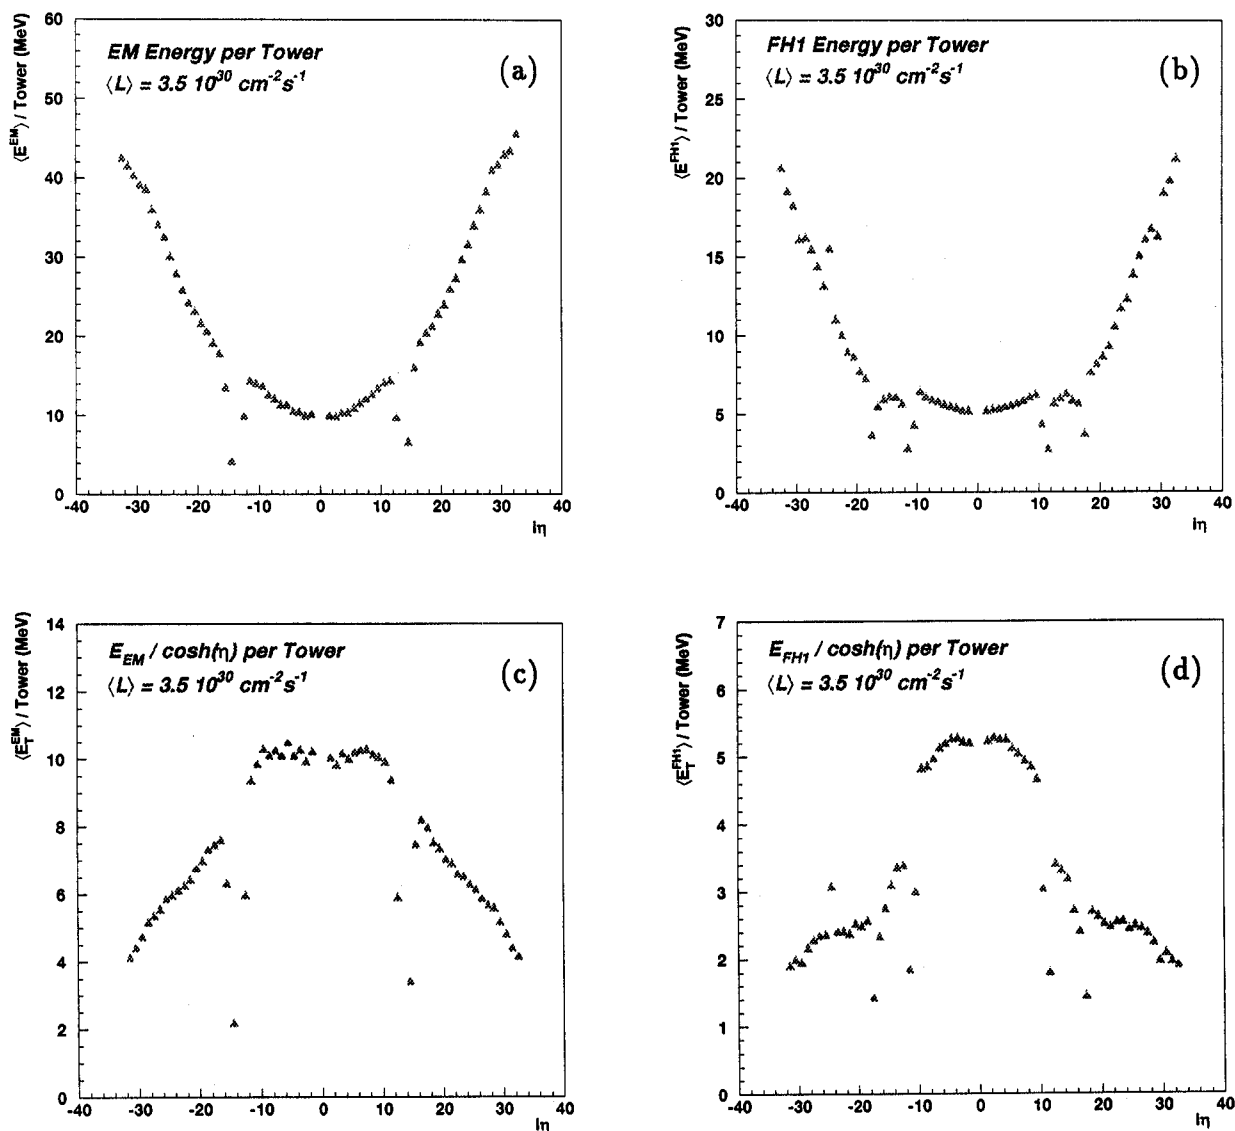 EM Energy per Tower
⟨L⟩ = 3.5 10³⁰ cm⁻²s⁻¹
(a)
⟨E^EM⟩ / Tower (MeV)
60
50
40
30
20
10
0
-40 -30 -20 -10 0 10 20 30 40
Iη
FH1 Energy per Tower
⟨L⟩ = 3.5 10³⁰ cm⁻²s⁻¹
(b)
⟨E^FH1⟩ / Tower (MeV)
30
25
20
15
10
5
0
-40 -30 -20 -10 0 10 20 30 40
Iη
E_EM / cosh(η) per Tower
⟨L⟩ = 3.5 10³⁰ cm⁻²s⁻¹
(c)
⟨E_T^EM⟩ / Tower (MeV)
14
12
10
8
6
4
2
0
-40 -30 -20 -10 0 10 20 30 40
Iη
E_FH1 / cosh(η) per Tower
⟨L⟩ = 3.5 10³⁰ cm⁻²s⁻¹
(d)
⟨E_T^FH1⟩ / Tower (MeV)
7
6
5
4
3
2
1
0
-40 -30 -20 -10 0 10 20 30 40
Iη